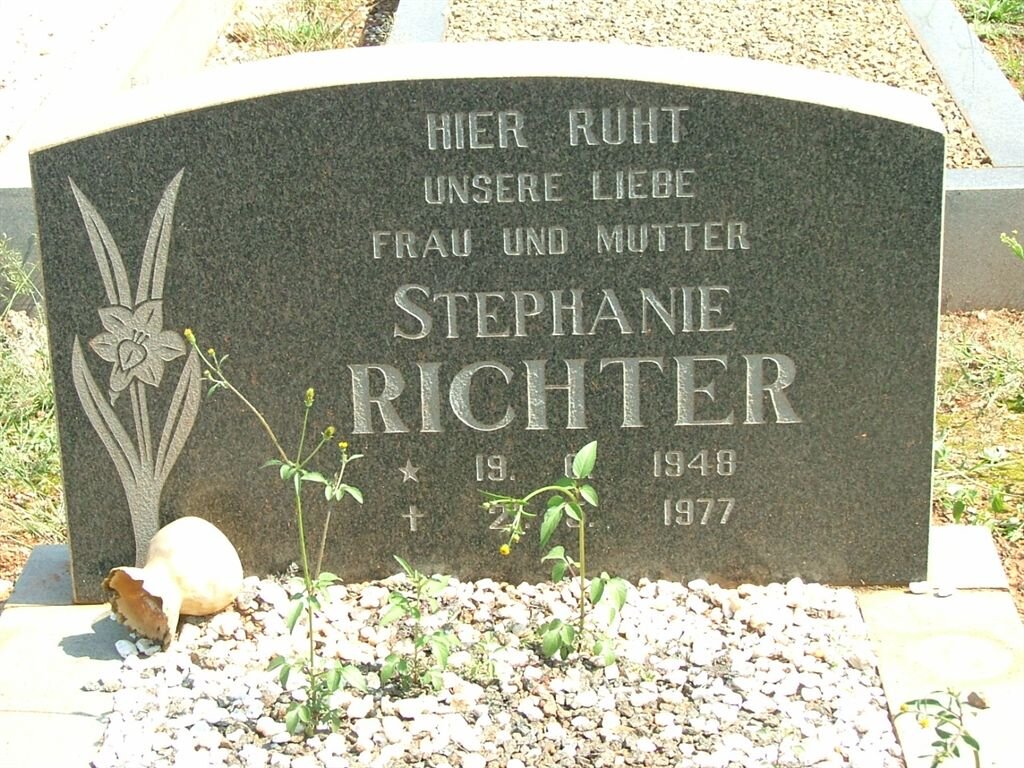 HIER RUHT
UNSERE LIEBE
FRAU UND MUTTER
STEPHANIE
RICHTER
★ 19. 1948
✝ 1977